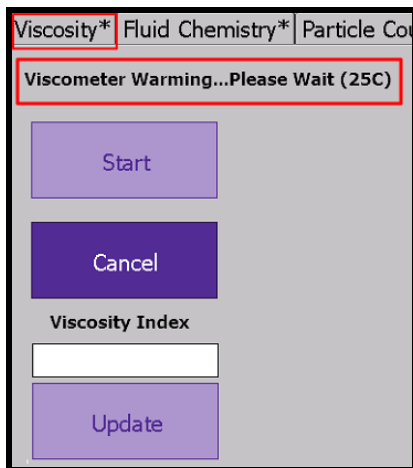 Viscosity* Fluid Chemistry* Particle Cou
Viscometer Warming...Please Wait (25C)
Start
Cancel
Viscosity Index
Update